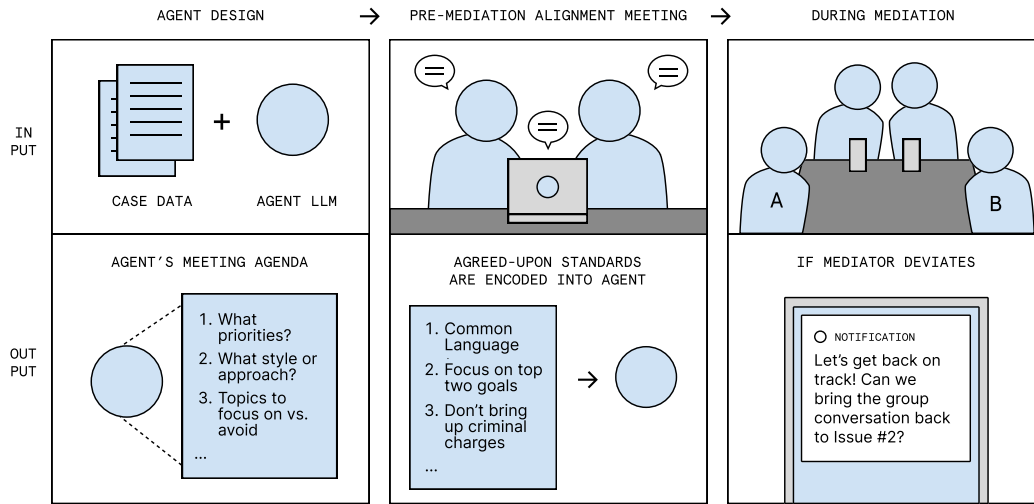 AGENT DESIGN → PRE-MEDIATION ALIGNMENT MEETING → DURING MEDIATION
IN
PUT
+
CASE DATA
AGENT LLM
A
B
OUT
PUT
AGENT'S MEETING AGENDA
1. What
priorities?
2. What style or
approach?
3. Topics to
focus on vs.
avoid
...
AGREED-UPON STANDARDS
ARE ENCODED INTO AGENT
1. Common
Language
2. Focus on top
two goals
3. Don't bring
up criminal
charges
...
→
IF MEDIATOR DEVIATES
NOTIFICATION
Let's get back on
track! Can we
bring the group
conversation back
to Issue #2?